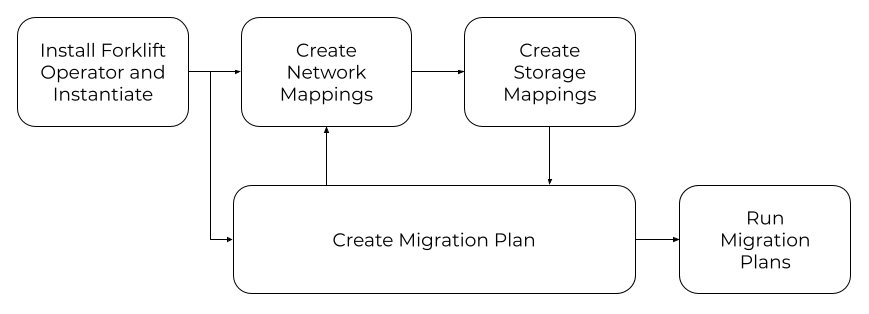 Install Forklift
Operator and
Instantiate
Create
Network
Mappings
Create
Storage
Mappings
Create Migration Plan
Run
Migration
Plans